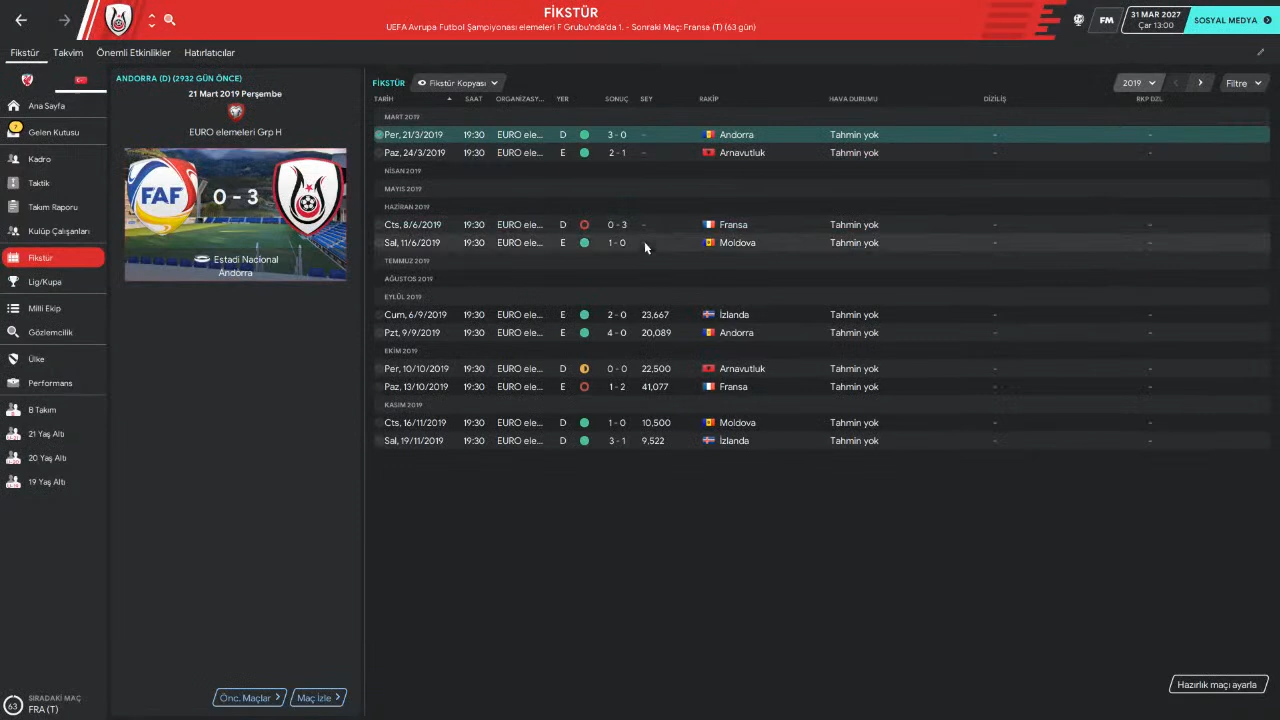 FİKSTÜR
UEFA Avrupa Futbol Şampiyonası elemeleri F Grubu'nda'da 1. - Sonraki Maç: Fransa (T) (63 gün)
FM
31 MAR 2027
Çar 13:00
SOSYAL MEDYA
Fikstür Takvim Önemli Etkinlikler Hatırlatıcılar
Ana Sayfa
7
Gelen Kutusu
Kadro
Taktik
Takım Raporu
Kulüp Çalışanları
Fikstür
Lig/Kupa
Milli Ekip
Gözlemcilik
Ülke
Performans
B Takım
21 Yaş Altı
20 Yaş Altı
19 Yaş Altı
63
SIRADAKİ MAÇ
FRA (T)
ANDORRA (D) (2932 GÜN ÖNCE)
21 Mart 2019 Perşembe
EURO elemeleri Grp H
FAF 0 - 3
Estadi Nacional
Andorra
Önc. Maçlar
Maç İzle
FİKSTÜR Fikstür Kopyası 2019 Filtre
TARİH SAAT ORGANİZASY... YER SONUÇ SEY RAKİP HAVA DURUMU DİZİLİŞ RKP DZL
MART 2019
Per, 21/3/2019 19:30 EURO ele... D 3 - 0 - Andorra Tahmin yok - -
Paz, 24/3/2019 19:30 EURO ele... E 2 - 1 - Arnavutluk Tahmin yok - -
NİSAN 2019
MAYIS 2019
HAZİRAN 2019
Cts, 8/6/2019 19:30 EURO ele... D 0 - 3 - Fransa Tahmin yok - -
Sal, 11/6/2019 19:30 EURO ele... E 1 - 0 Moldova Tahmin yok - -
TEMMUZ 2019
AĞUSTOS 2019
EYLÜL 2019
Cum, 6/9/2019 19:30 EURO ele... E 2 - 0 23,667 İzlanda Tahmin yok - -
Pzt, 9/9/2019 19:30 EURO ele... E 4 - 0 20,089 Andorra Tahmin yok - -
EKİM 2019
Per, 10/10/2019 19:30 EURO ele... D 0 - 0 22,500 Arnavutluk Tahmin yok - -
Paz, 13/10/2019 19:30 EURO ele... E 1 - 2 41,077 Fransa Tahmin yok - -
KASIM 2019
Cts, 16/11/2019 19:30 EURO ele... D 1 - 0 10,500 Moldova Tahmin yok - -
Sal, 19/11/2019 19:30 EURO ele... D 3 - 1 9,522 İzlanda Tahmin yok - -
Hazırlık maçı ayarla